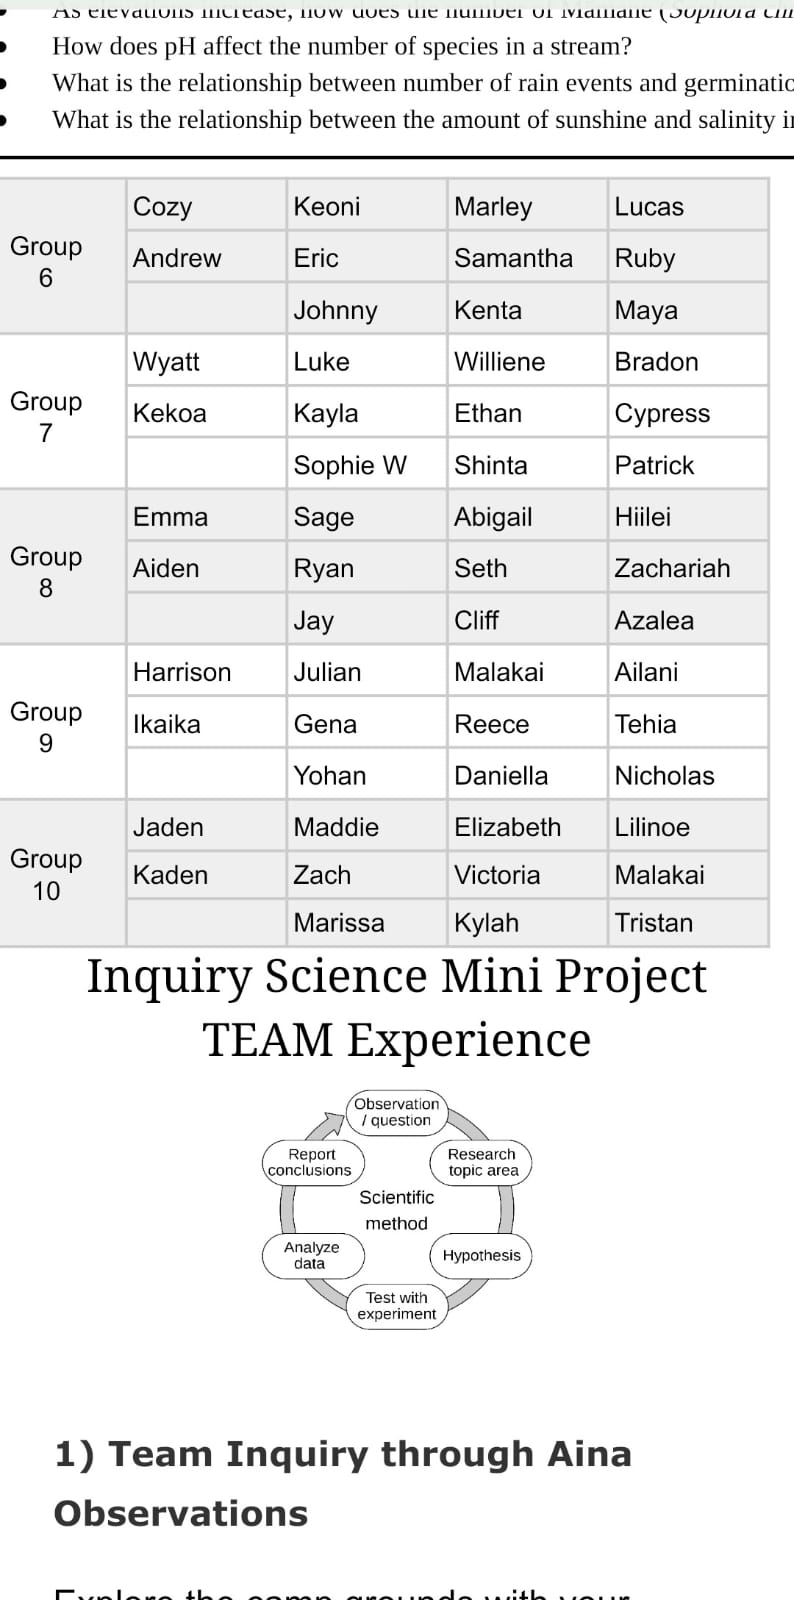 As elevations increase, how does the number of Mamane (Sophora
How does pH affect the number of species in a stream?
What is the relationship between number of rain events and
What is the relationship between the amount of sunshine and salinity
Group 6
Cozy Keoni Marley Lucas
Andrew Eric Samantha Ruby
Johnny Kenta Maya
Group 7
Wyatt Luke Williene Bradon
Kekoa Kayla Ethan Cypress
Sophie W Shinta Patrick
Group 8
Emma Sage Abigail Hiilei
Aiden Ryan Seth Zachariah
Jay Cliff Azalea
Group 9
Harrison Julian Malakai Ailani
Ikaika Gena Reece Tehia
Yohan Daniella Nicholas
Group 10
Jaden Maddie Elizabeth Lilinoe
Kaden Zach Victoria Malakai
Marissa Kylah Tristan
Inquiry Science Mini Project
TEAM Experience
Observation
/ question
Report
conclusions
Research
topic area
Scientific
method
Analyze
data
Hypothesis
Test with
experiment
1) Team Inquiry through Aina
Observations
Explore the camp grounds with your